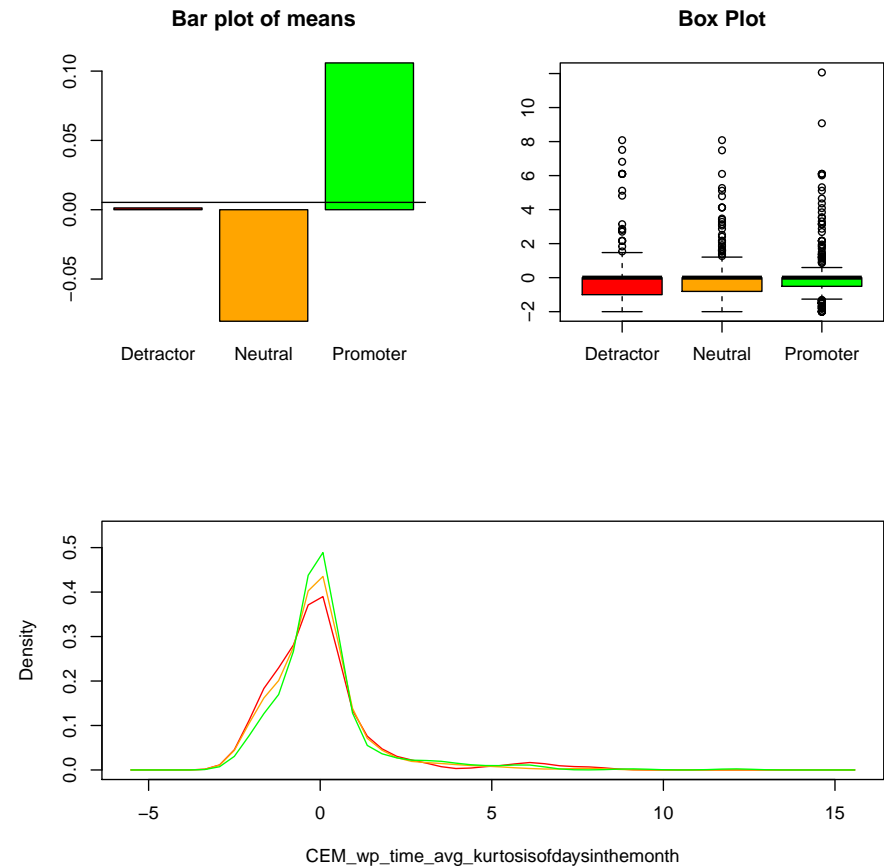 Bar plot of means
0.10
0.05
0.00
−0.05
Detractor Neutral Promoter
Box Plot
10
8
6
4
2
0
−2
Detractor Neutral Promoter
Density
0.5
0.4
0.3
0.2
0.1
0.0
−5 0 5 10 15
CEM_wp_time_avg_kurtosisofdaysinthemonth